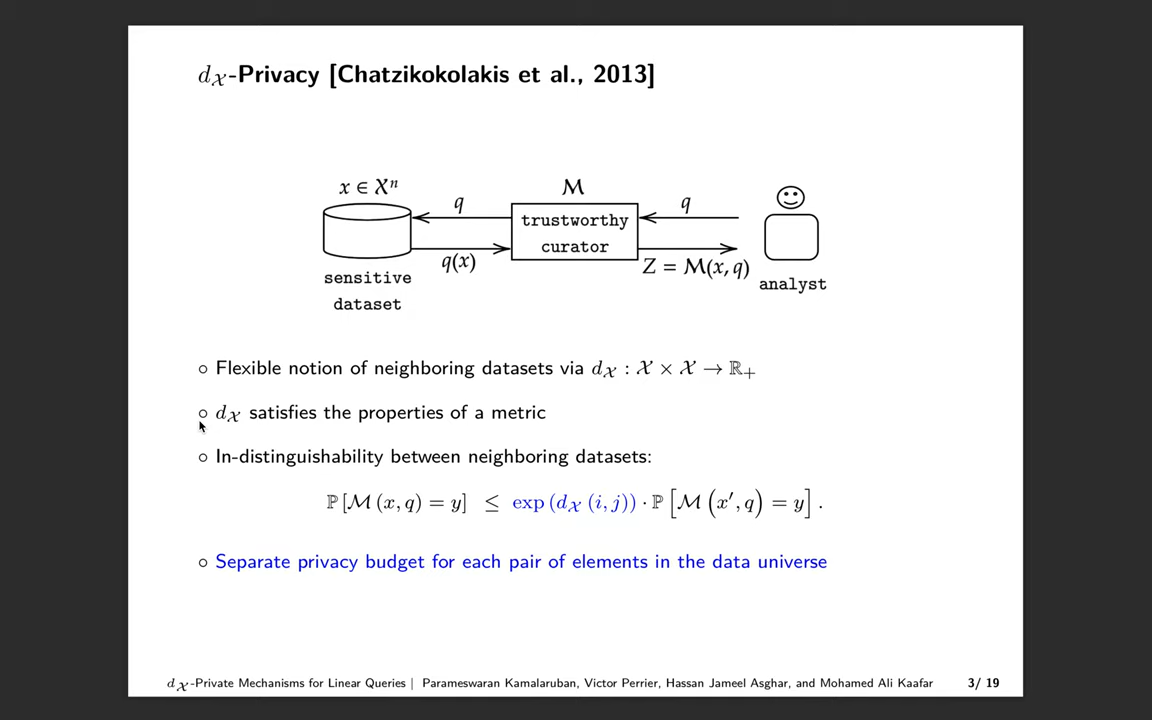 d𝒳-Privacy [Chatzikokolakis et al., 2013]
x ∈ 𝒳ⁿ
ℳ
q
q
trustworthy
curator
q(x)
Z = ℳ(x, q)
sensitive
dataset
analyst
○ Flexible notion of neighboring datasets via d𝒳 : 𝒳 × 𝒳 → ℝ₊
○ d𝒳 satisfies the properties of a metric
○ In-distinguishability between neighboring datasets:
ℙ [ℳ (x, q) = y] ≤ exp (d𝒳 (i, j)) · ℙ [ℳ (x′, q) = y] .
○ Separate privacy budget for each pair of elements in the data universe
d𝒳-Private Mechanisms for Linear Queries | Parameswaran Kamalaruban, Victor Perrier, Hassan Jameel Asghar, and Mohamed Ali Kaafar 3/ 19